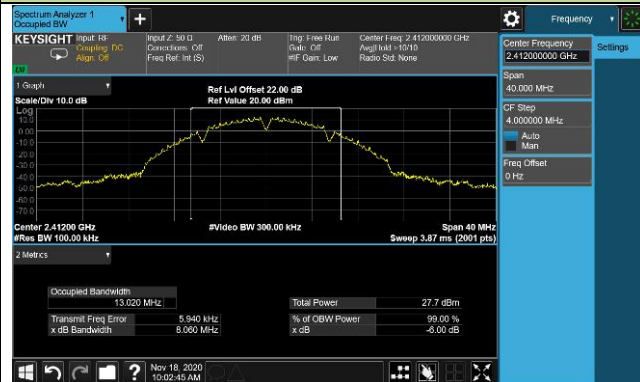 Spectrum Analyzer 1
Occupied BW
+
Frequency
KEYSIGHT Input: RF
Coupling: DC
Align: Off
Input Z: 50 Ω
Corrections: Off
Freq Ref: Int (S)
Atten: 20 dB
Trig: Free Run
Gate: Off
#IF Gain: Low
Center Freq: 2.412000000 GHz
Avg|Hold:>10/10
Radio Std: None
Center Frequency
2.412000000 GHz
Settings
Span
40.000 MHz
CF Step
4.000000 MHz
Auto
Man
Freq Offset
0 Hz
1 Graph
Scale/Div 10.0 dB
Ref Lvl Offset 22.00 dB
Ref Value 20.00 dBm
Log
10.0
0.00
-10.0
-20.0
-30.0
-40.0
-50.0
-60.0
-70.0
Center 2.41200 GHz
#Res BW 100.00 kHz
#Video BW 300.00 kHz
Span 40 MHz
Sweep 3.87 ms (2001 pts)
2 Metrics
Occupied Bandwidth
13.020 MHz
Total Power 27.7 dBm
Transmit Freq Error 5.940 kHz
% of OBW Power 99.00 %
x dB Bandwidth 8.060 MHz
x dB -6.00 dB
?
Nov 18, 2020
10:02:45 AM